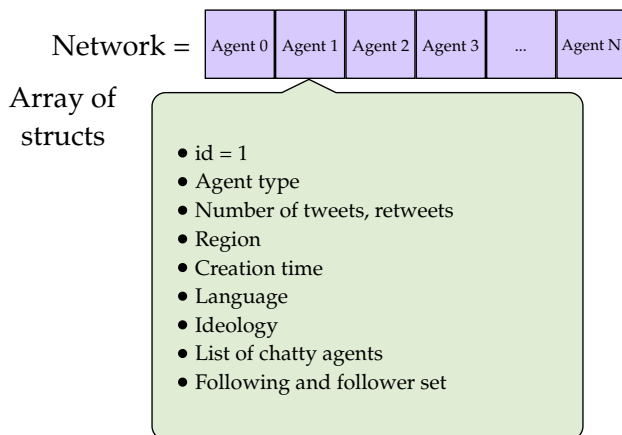 Network = Agent 0 Agent 1 Agent 2 Agent 3 ... Agent N
Array of
structs
• id = 1
• Agent type
• Number of tweets, retweets
• Region
• Creation time
• Language
• Ideology
• List of chatty agents
• Following and follower set